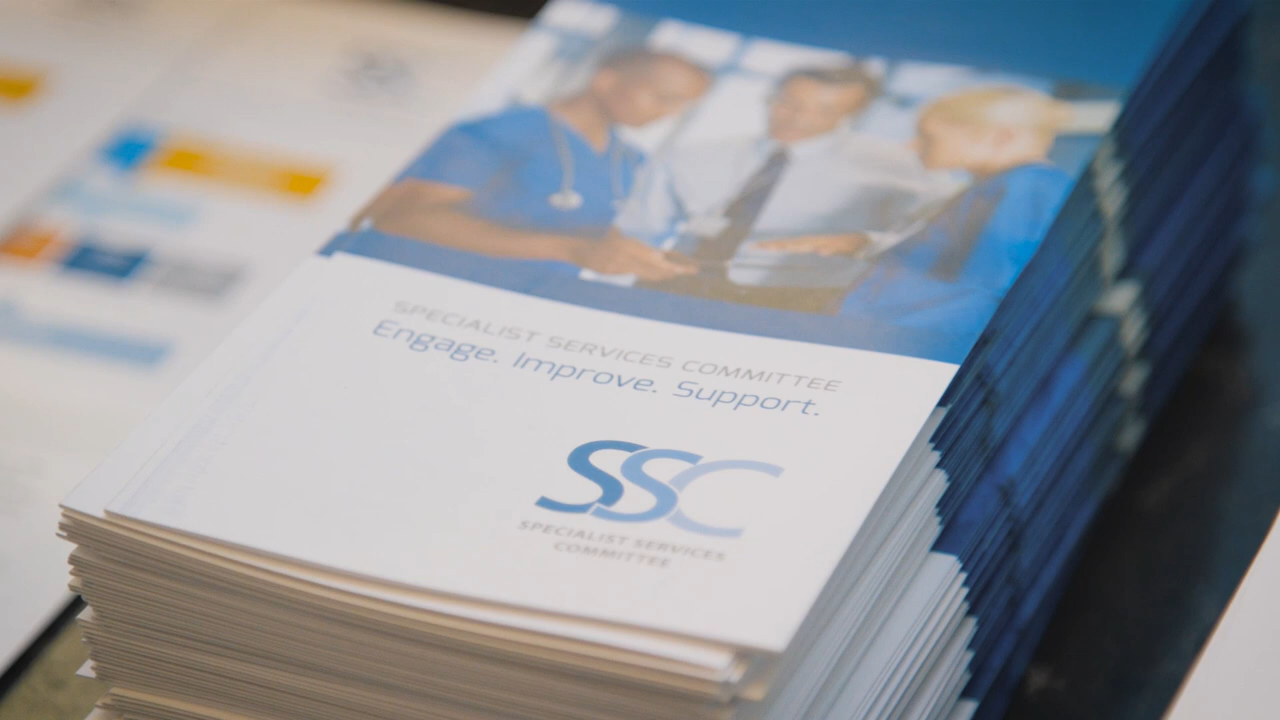 SPECIALIST SERVICES COMMITTEE
Engage. Improve. Support.
SSC
SPECIALIST SERVICES
COMMITTEE